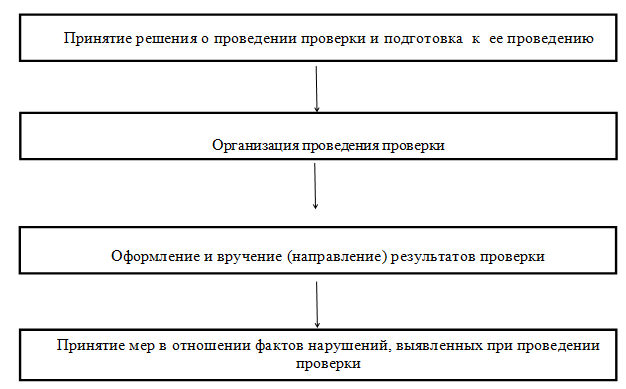 Принятие решения о проведении проверки и подготовка к ее проведению
Организация проведения проверки
Оформление и вручение (направление) результатов проверки
Принятие мер в отношении фактов нарушений, выявленных при проведении
проверки